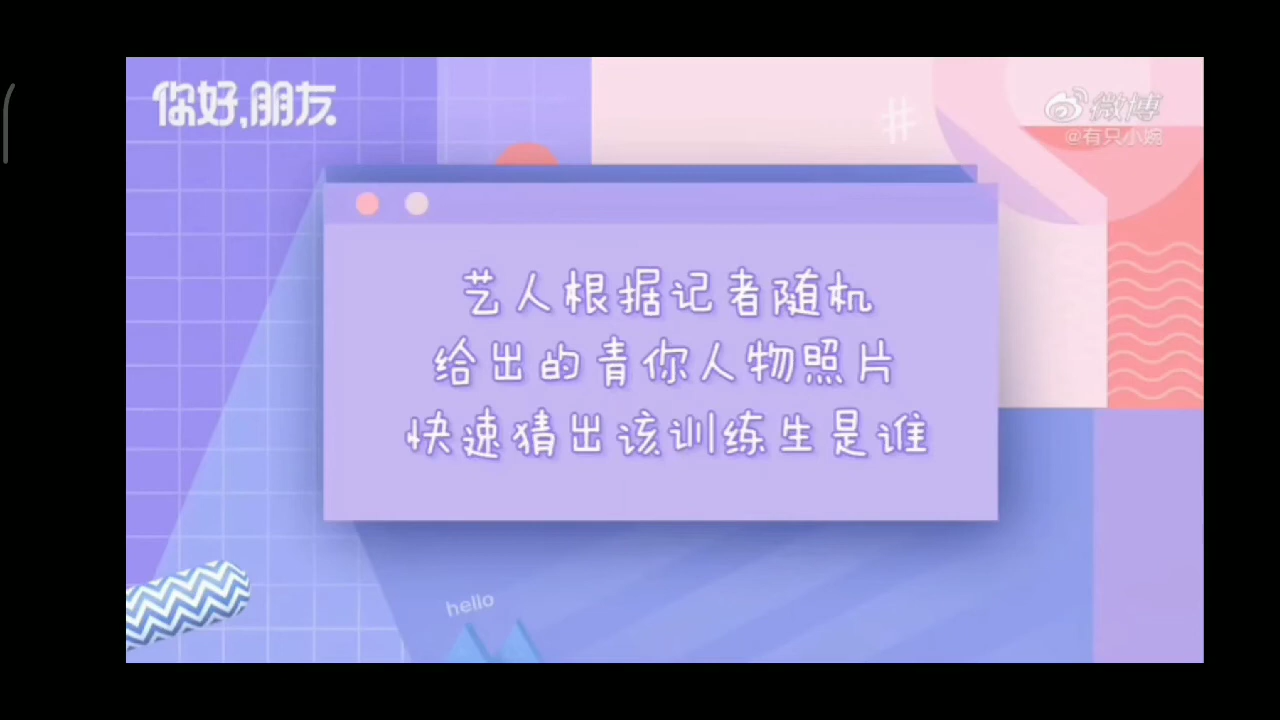 你好,朋友
#
微博
@有只小婉
艺人根据记者随机
给出的青你人物照片
快速猜出该训练生是谁
hello